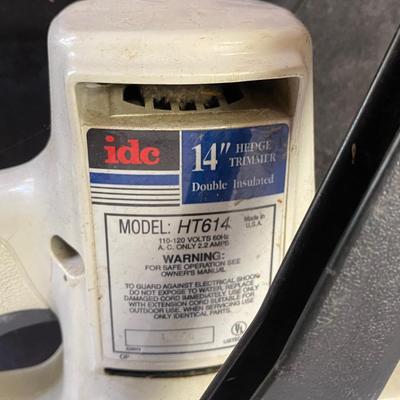 idc
14" HEDGE
TRIMMER
Double Insulated
MODEL: HT614
Made in
U.S.A.
110-120 VOLTS 60Hz
A. C. ONLY 2.2 AMPS
WARNING:
FOR SAFE OPERATION SEE
OWNER'S MANUAL.
TO GUARD AGAINST ELECTRICAL SHOCK
DO NOT EXPOSE TO WATER, REPLACE
DAMAGED CORD IMMEDIATELY. USE ONLY
WITH EXTENSION CORD SUITABLE FOR
OUTDOOR USE. WHEN SERVICING USE
ONLY IDENTICAL PARTS.
UL